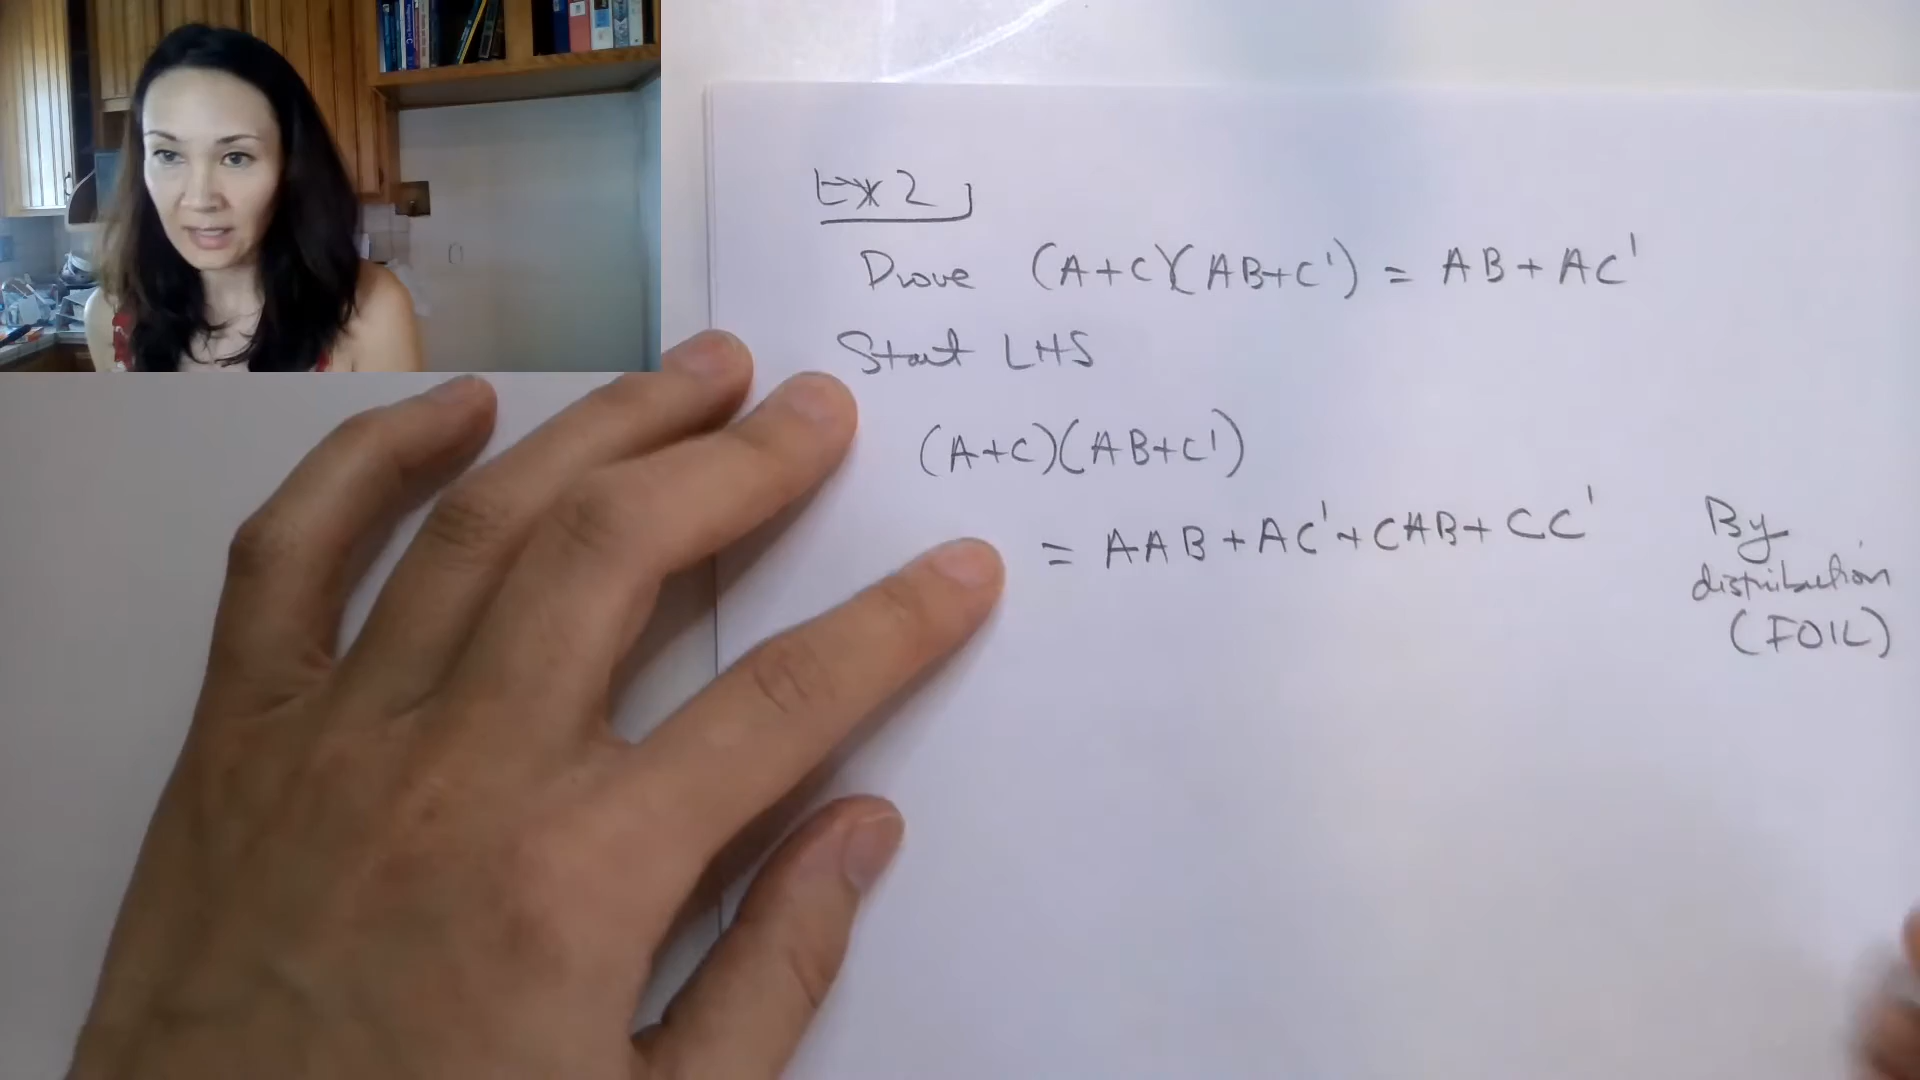 Ex 2
Prove (A+C)(AB+C') = AB + AC'
Start LHS
(A+C)(AB+C')
= AAB + AC' + CAB + CC'
By
distribution
(FOIL)